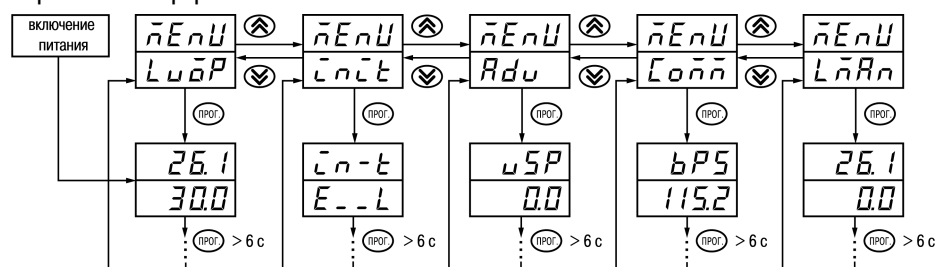 включение
питания
MEnU MEnU MEnU MEnU MEnU
LvoP init Adv Comm LmAn
ПРОГ. ПРОГ. ПРОГ. ПРОГ. ПРОГ.
26.1 in-t vSP bPS 26.1
30.0 E__L 0.0 115.2 0.0
ПРОГ. > 6 с ПРОГ. > 6 с ПРОГ. > 6 с ПРОГ. > 6 с ПРОГ. > 6 с